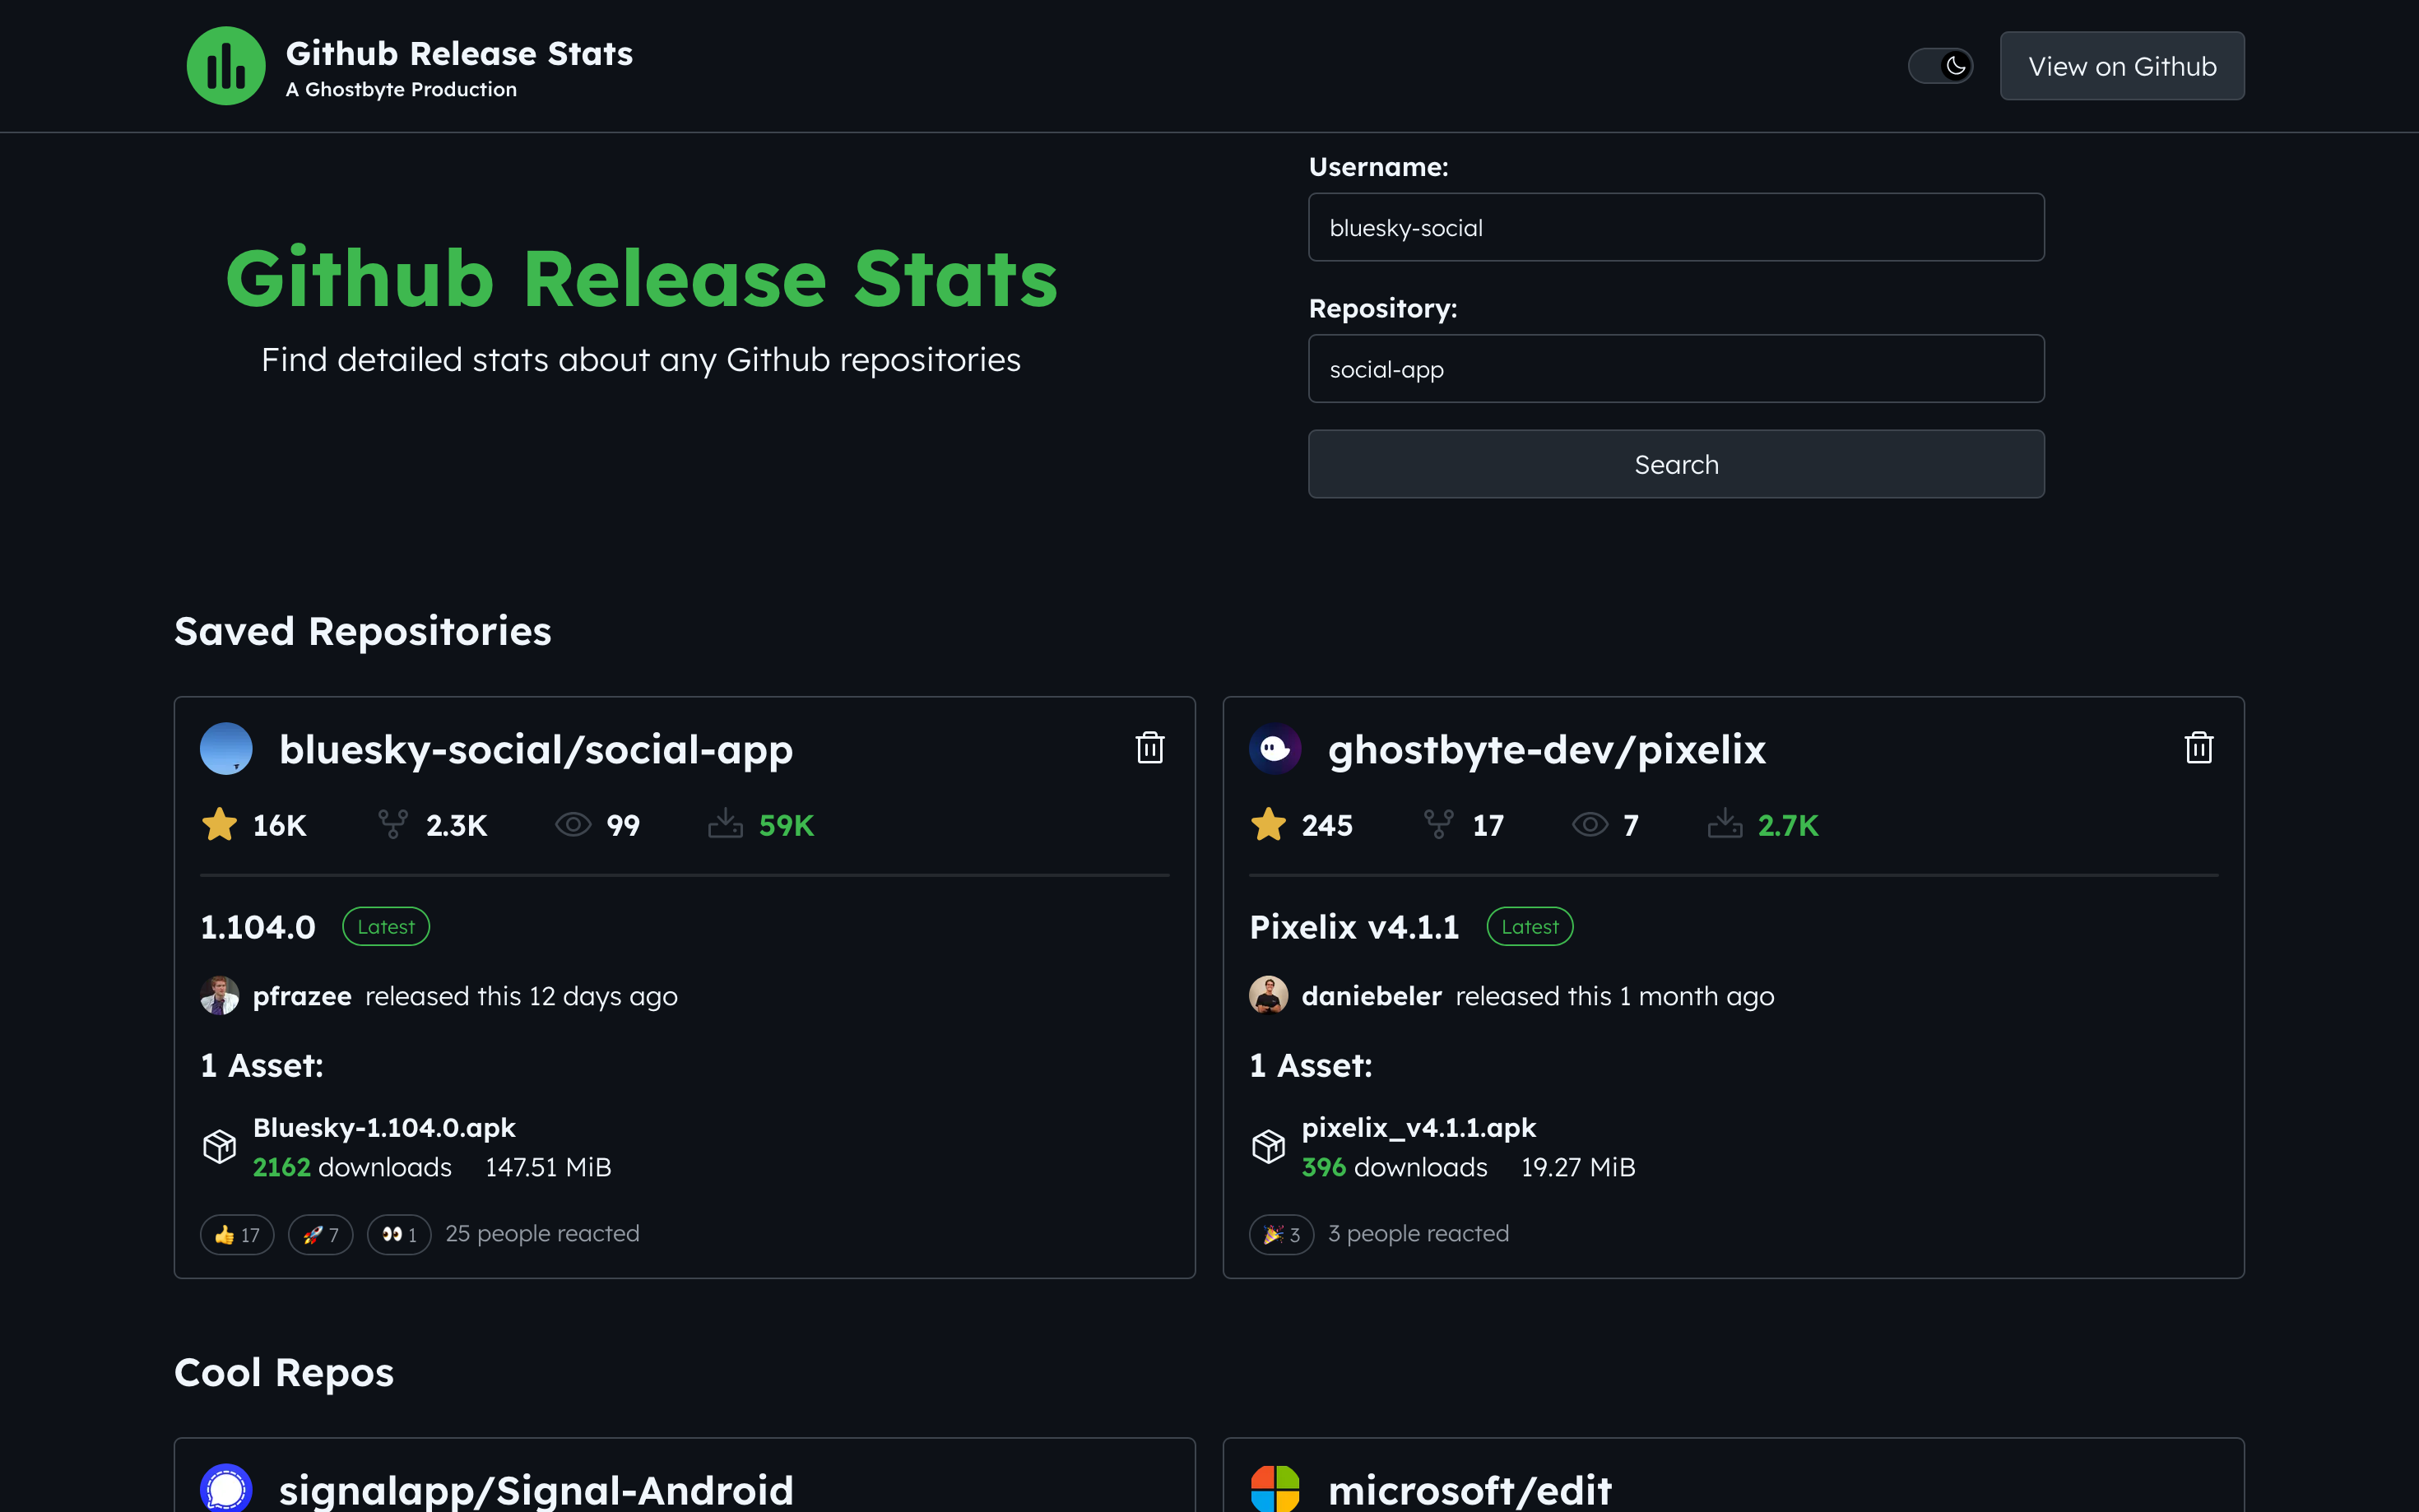 Github Release Stats
A Ghostbyte Production
View on Github
Github Release Stats
Find detailed stats about any Github repositories
Username:
bluesky-social
Repository:
social-app
Search
Saved Repositories
bluesky-social/social-app
16K 2.3K 99 59K
1.104.0 Latest
pfrazee released this 12 days ago
1 Asset:
Bluesky-1.104.0.apk
2162 downloads 147.51 MiB
👍 17 🚀 7 👀 1 25 people reacted
ghostbyte-dev/pixelix
245 17 7 2.7K
Pixelix v4.1.1 Latest
daniebeler released this 1 month ago
1 Asset:
pixelix_v4.1.1.apk
396 downloads 19.27 MiB
🎉 3 3 people reacted
Cool Repos
signalapp/Signal-Android
microsoft/edit